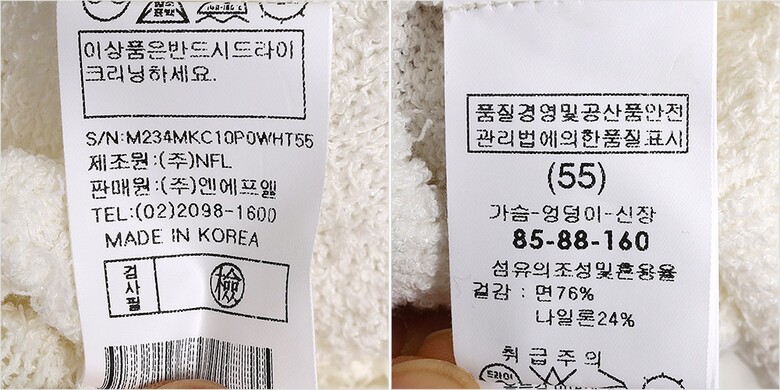 이상품은반드시드라이
크리닝하세요.
S/N:M234MKC10P0WHT55
제조원:(주)NFL
판매원:(주)엔에프엘
TEL:(02)2098-1600
MADE IN KOREA
검사필
檢
품질경영및공산품안전
관리법에의한품질표시
(55)
가슴-엉덩이-신장
85-88-160
섬유의조성및혼용율
겉감 : 면76%
나일론24%
취급주의
드라이